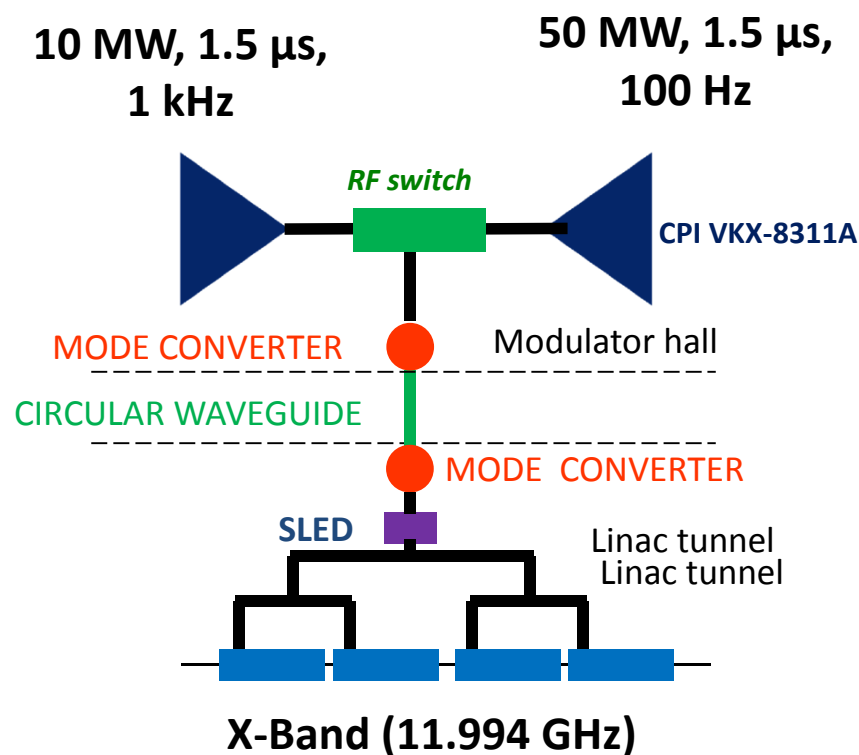 10 MW, 1.5 µs,
1 kHz
50 MW, 1.5 µs,
100 Hz
RF switch
CPI VKX-8311A
MODE CONVERTER
Modulator hall
CIRCULAR WAVEGUIDE
MODE CONVERTER
SLED
Linac tunnel
Linac tunnel
X-Band (11.994 GHz)